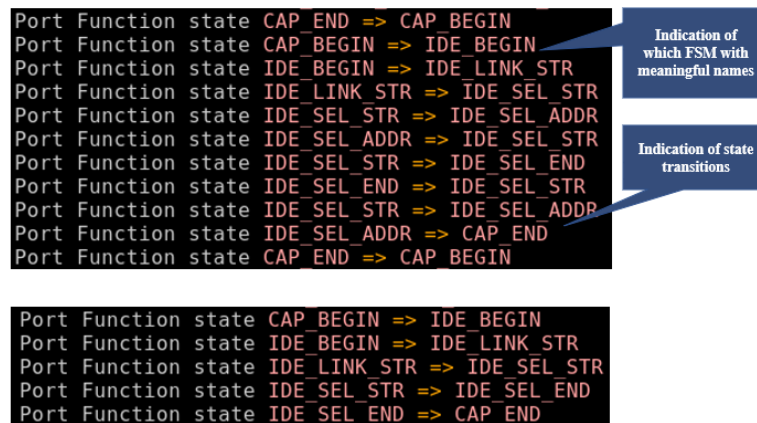 Port Function state CAP_END => CAP_BEGIN
Port Function state CAP_BEGIN => IDE_BEGIN
Port Function state IDE_BEGIN => IDE_LINK_STR
Port Function state IDE_LINK_STR => IDE_SEL_STR
Port Function state IDE_SEL_STR => IDE_SEL_ADDR
Port Function state IDE_SEL_ADDR => IDE_SEL_STR
Port Function state IDE_SEL_STR => IDE_SEL_END
Port Function state IDE_SEL_END => IDE_SEL_STR
Port Function state IDE_SEL_STR => IDE_SEL_ADDR
Port Function state IDE_SEL_ADDR => CAP_END
Port Function state CAP_END => CAP_BEGIN
Indication of
which FSM with
meaningful names
Indication of state
transitions
Port Function state CAP_BEGIN => IDE_BEGIN
Port Function state IDE_BEGIN => IDE_LINK_STR
Port Function state IDE_LINK_STR => IDE_SEL_STR
Port Function state IDE_SEL_STR => IDE_SEL_END
Port Function state IDE_SEL_END => CAP_END